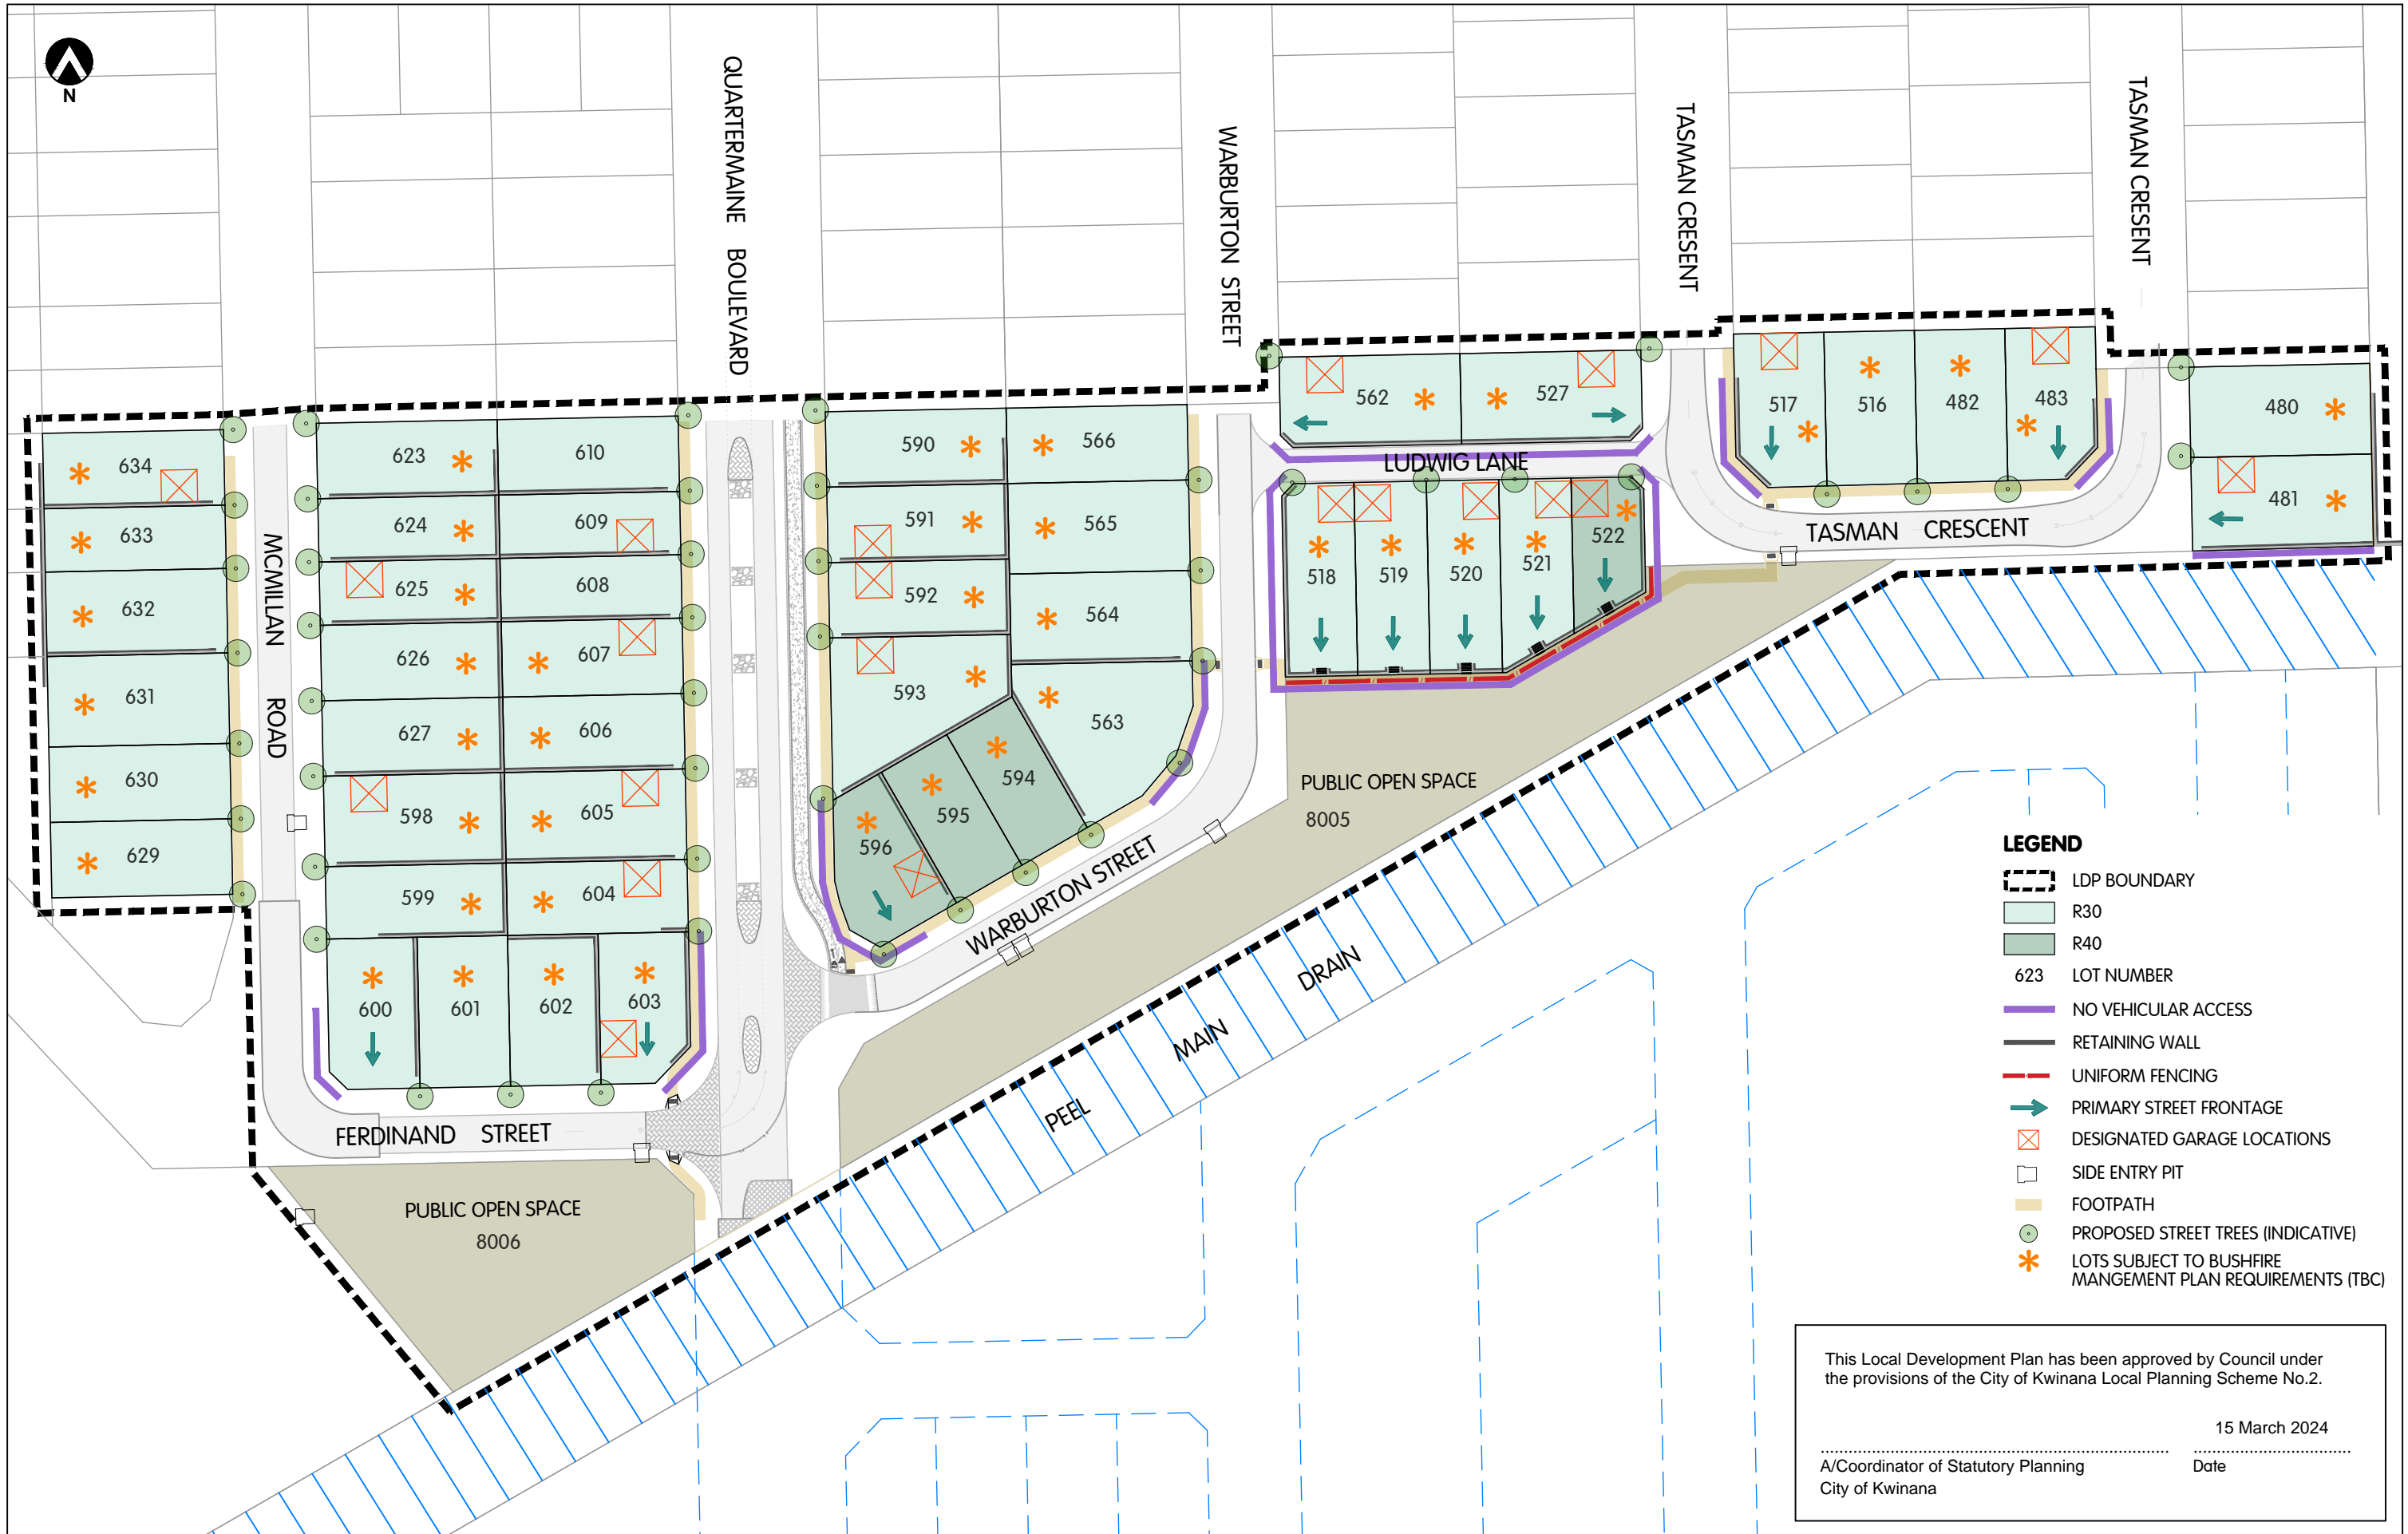 N
QUARTERMAINE BOULEVARD
WARBURTON STREET
TASMAN CRESENT
TASMAN CRESENT
634
633
632
631
630
629
MCMILLAN ROAD
623
610
624
609
625
608
626
607
627
606
598
605
599
604
600
601
602
603
590
566
591
565
592
564
593
563
594
595
596
562
527
LUDWIG LANE
518
519
520
521
522
517
516
482
483
480
481
TASMAN CRESCENT
WARBURTON STREET
PUBLIC OPEN SPACE
8005
FERDINAND STREET
PUBLIC OPEN SPACE
8006
PEEL MAIN DRAIN
LEGEND
LDP BOUNDARY
R30
R40
623 LOT NUMBER
NO VEHICULAR ACCESS
RETAINING WALL
UNIFORM FENCING
PRIMARY STREET FRONTAGE
DESIGNATED GARAGE LOCATIONS
SIDE ENTRY PIT
FOOTPATH
PROPOSED STREET TREES (INDICATIVE)
LOTS SUBJECT TO BUSHFIRE
MANGEMENT PLAN REQUIREMENTS (TBC)
This Local Development Plan has been approved by Council under
the provisions of the City of Kwinana Local Planning Scheme No.2.
15 March 2024
A/Coordinator of Statutory Planning
Date
City of Kwinana